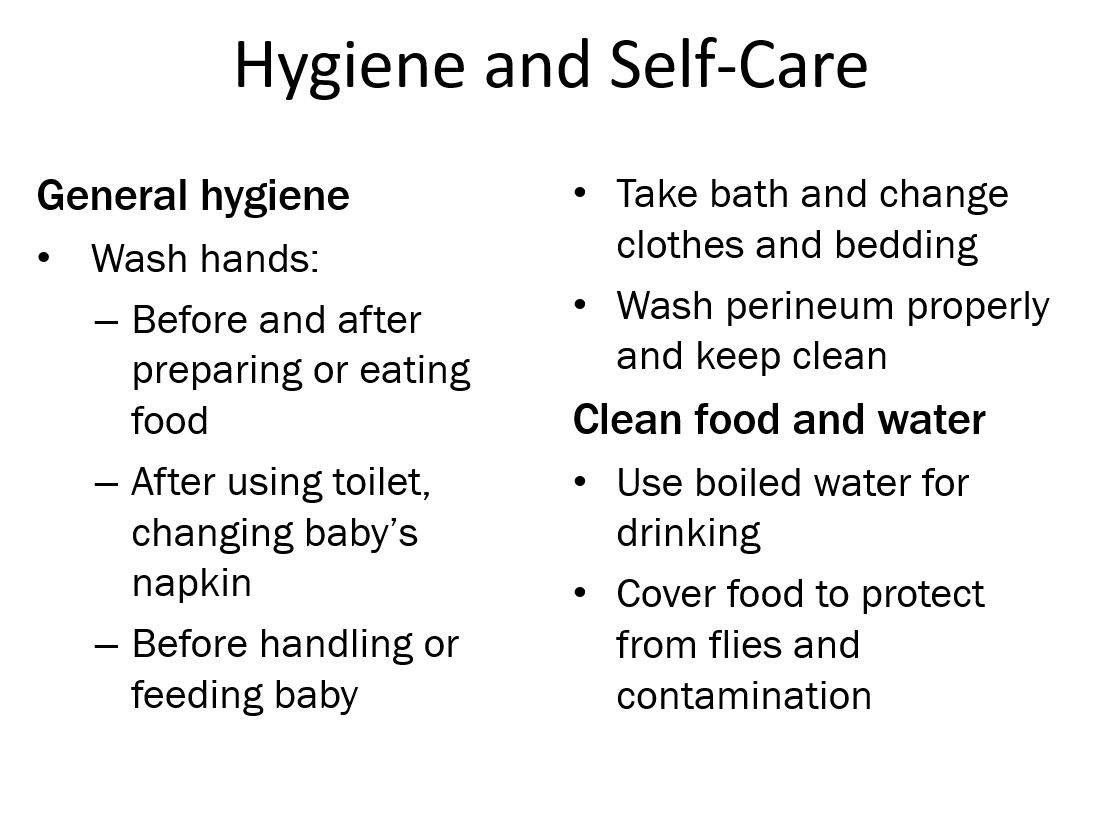 Hygiene and Self-Care
General hygiene
• Wash hands:
– Before and after
preparing or eating
food
– After using toilet,
changing baby’s
napkin
– Before handling or
feeding baby
• Take bath and change
clothes and bedding
• Wash perineum properly
and keep clean
Clean food and water
• Use boiled water for
drinking
• Cover food to protect
from flies and
contamination